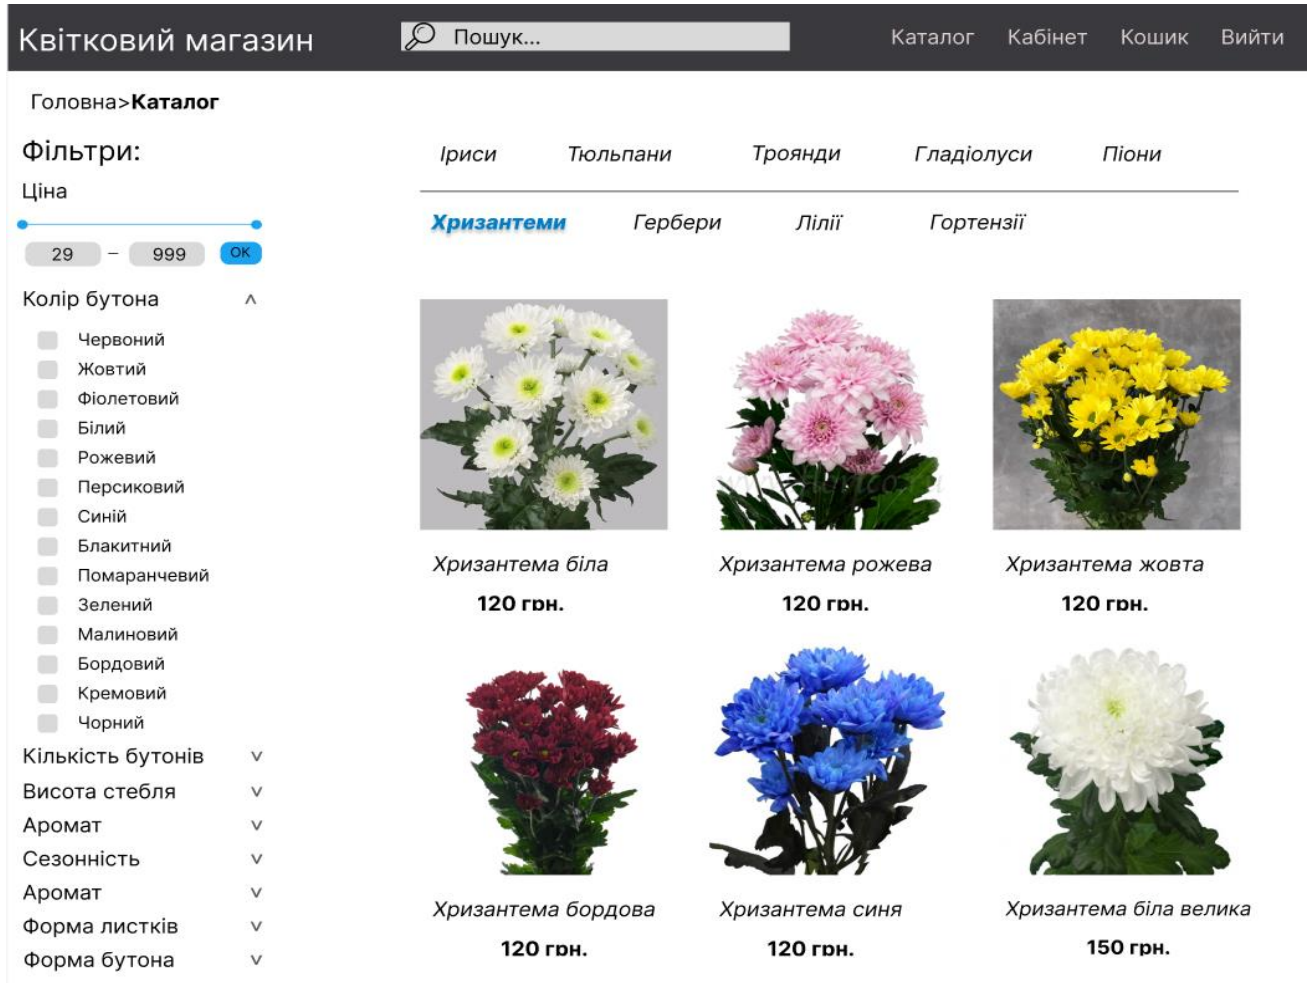 Квітковий магазин
Пошук...
Каталог Кабінет Кошик Вийти
Головна>Каталог
Фільтри:
Ціна
29 – 999 OK
Колір бутона
Червоний
Жовтий
Фіолетовий
Білий
Рожевий
Персиковий
Синій
Блакитний
Помаранчевий
Зелений
Малиновий
Бордовий
Кремовий
Чорний
Кількість бутонів
Висота стебля
Аромат
Сезонність
Аромат
Форма листків
Форма бутона
Іриси Тюльпани Троянди Гладіолуси Піони
Хризантеми Гербери Лілії Гортензії
Хризантема біла
120 грн.
Хризантема рожева
120 грн.
Хризантема жовта
120 грн.
Хризантема бордова
120 грн.
Хризантема синя
120 грн.
Хризантема біла велика
150 грн.